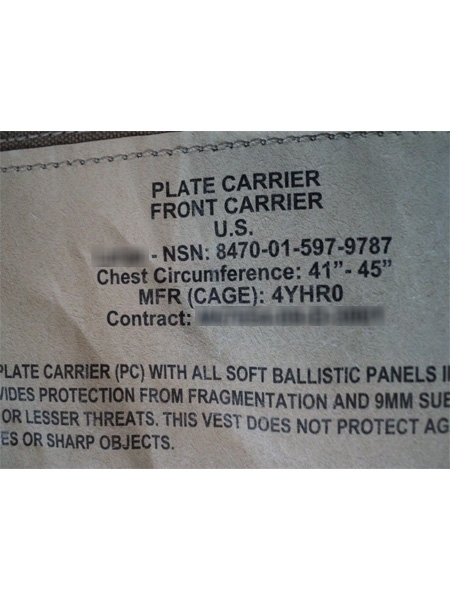 PLATE CARRIER
FRONT CARRIER
U.S.
- NSN: 8470-01-597-9787
Chest Circumference: 41"- 45"
MFR (CAGE): 4YHR0
Contract:
PLATE CARRIER (PC) WITH ALL SOFT BALLISTIC PANELS
VIDES PROTECTION FROM FRAGMENTATION AND 9MM SUB
OR LESSER THREATS. THIS VEST DOES NOT PROTECT AG
ES OR SHARP OBJECTS.